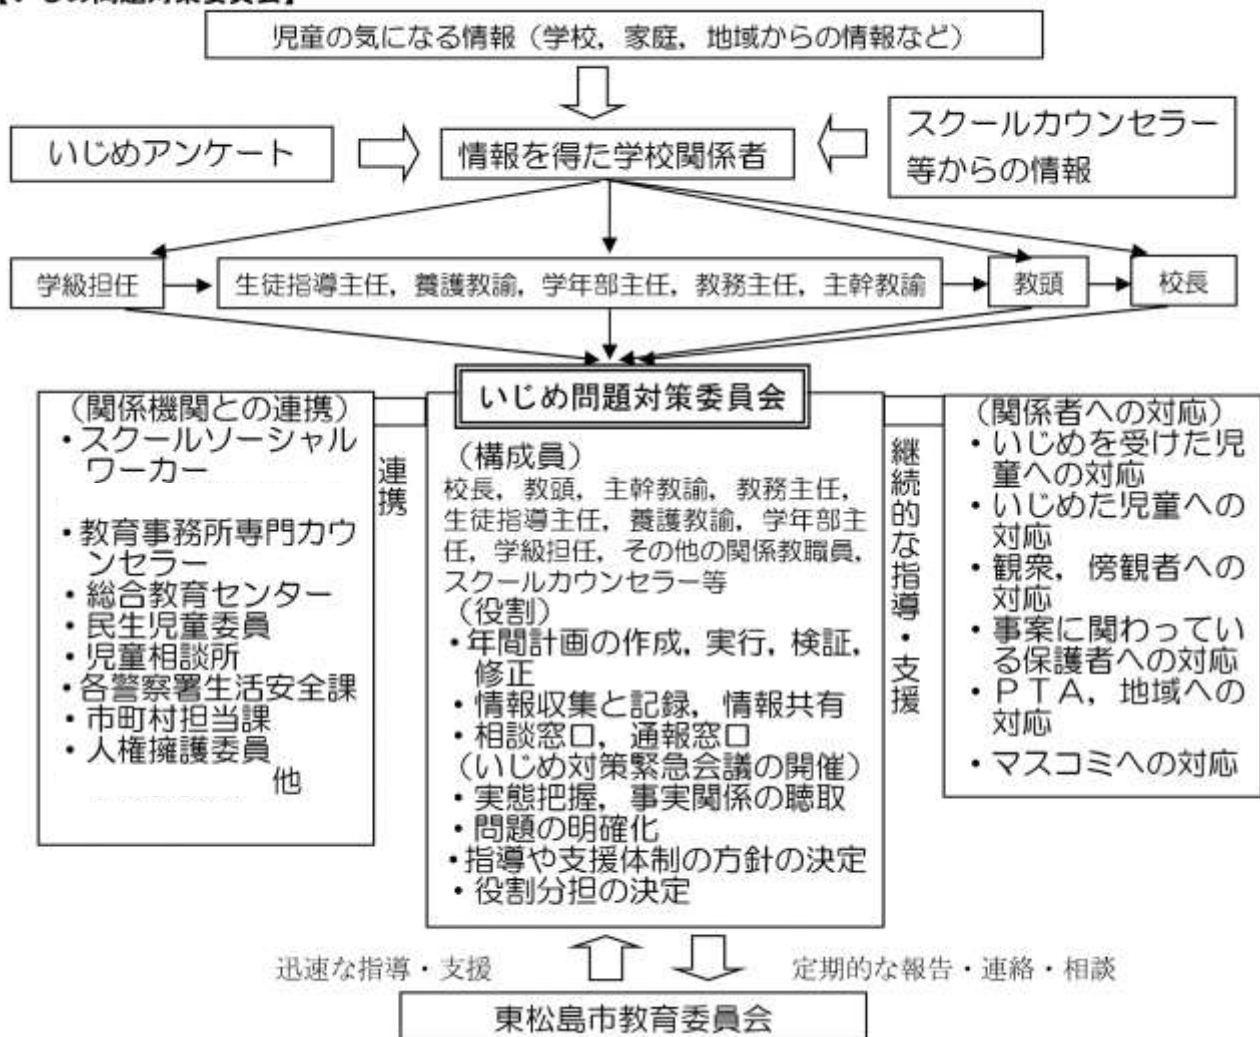 【いじめ問題対策委員会】
児童の気になる情報（学校，家庭，地域からの情報など）
いじめアンケート
情報を得た学校関係者
スクールカウンセラー
等からの情報
学級担任
生徒指導主任，養護教諭，学年部主任，教務主任，主幹教諭
教頭
校長
いじめ問題対策委員会
（関係機関との連携）
・スクールソーシャル
ワーカー
・教育事務所専門カウ
ンセラー
・総合教育センター
・民生児童委員
・児童相談所
・各警察署生活安全課
・市町村担当課
・人権擁護委員
他
連携
（構成員）
校長，教頭，主幹教諭，教務主任，
生徒指導主任，養護教諭，学年部主
任，学級担任，その他の関係教職員，
スクールカウンセラー等
（役割）
・年間計画の作成，実行，検証，
修正
・情報収集と記録，情報共有
・相談窓口，通報窓口
（いじめ対策緊急会議の開催）
・実態把握，事実関係の聴取
・問題の明確化
・指導や支援体制の方針の決定
・役割分担の決定
継続的な指導・支援
（関係者への対応）
・いじめを受けた児
童への対応
・いじめた児童への
対応
・観衆，傍観者への
対応
・事案に関わってい
る保護者への対応
・ＰＴＡ，地域への
対応
・マスコミへの対応
迅速な指導・支援
定期的な報告・連絡・相談
東松島市教育委員会